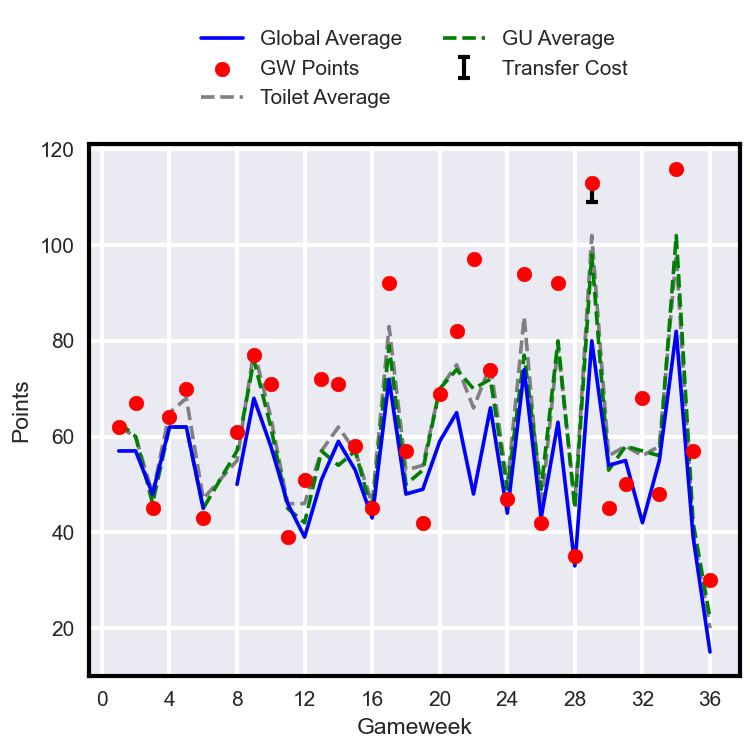 Global Average
GW Points
Toilet Average
GU Average
Transfer Cost
Points
120
100
80
60
40
20
0 4 8 12 16 20 24 28 32 36
Gameweek